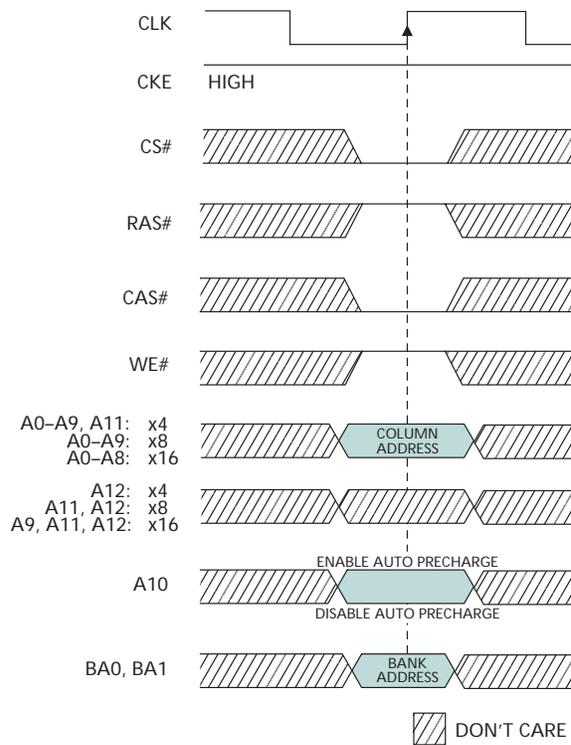 CLK
CKE HIGH
CS#
RAS#
CAS#
WE#
A0–A9, A11: x4
A0–A9: x8
A0–A8: x16
COLUMN
ADDRESS
A12: x4
A11, A12: x8
A9, A11, A12: x16
ENABLE AUTO PRECHARGE
A10
DISABLE AUTO PRECHARGE
BA0, BA1
BANK
ADDRESS
DON'T CARE